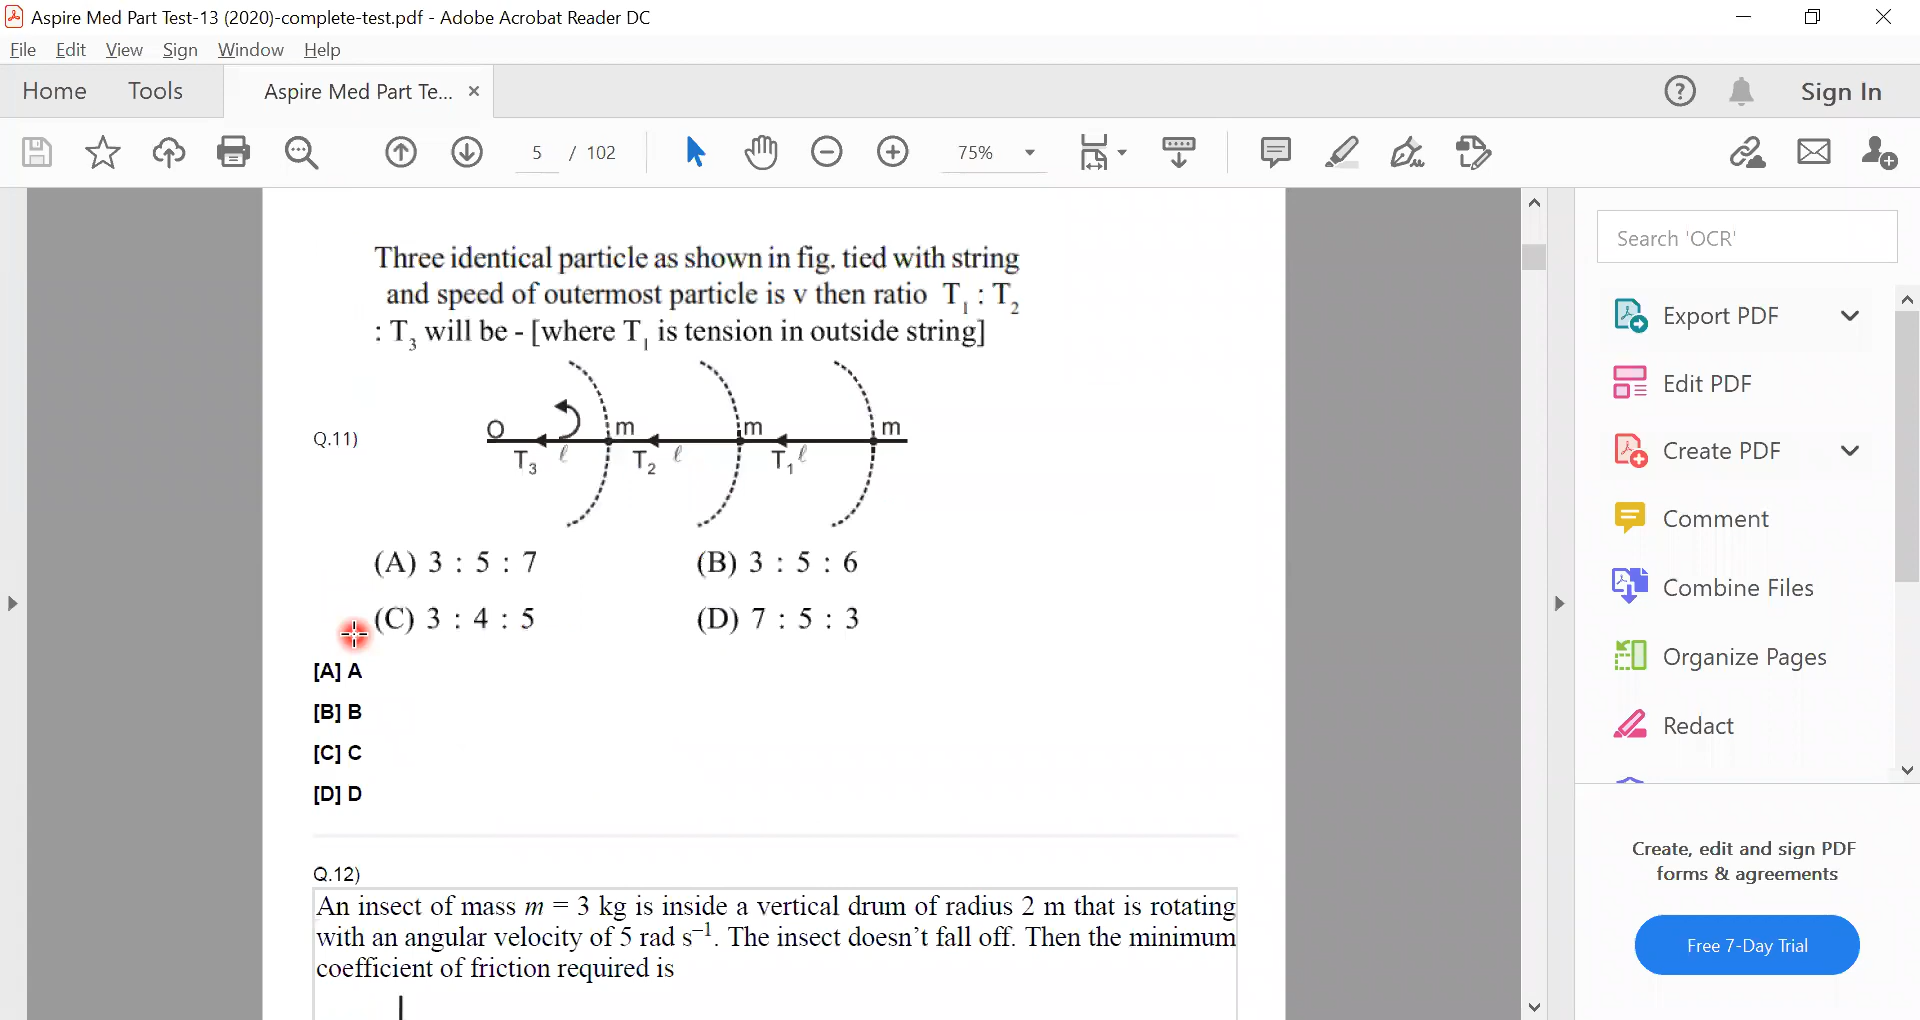 Aspire Med Part Test-13 (2020)-complete-test.pdf - Adobe Acrobat Reader DC
File Edit View Sign Window Help
Home Tools Aspire Med Part Te... × Sign In
5 / 102 75%
Three identical particle as shown in fig. tied with string
and speed of outermost particle is v then ratio T₁ : T₂
: T₃ will be - [where T₁ is tension in outside string]
Q.11)
O m m m
T₃ ℓ T₂ ℓ T₁ ℓ
(A) 3 : 5 : 7 (B) 3 : 5 : 6
(C) 3 : 4 : 5 (D) 7 : 5 : 3
[A] A
[B] B
[C] C
[D] D
Q.12)
An insect of mass m = 3 kg is inside a vertical drum of radius 2 m that is rotating
with an angular velocity of 5 rad s⁻¹. The insect doesn't fall off. Then the minimum
coefficient of friction required is
Search 'OCR'
Export PDF
Edit PDF
Create PDF
Comment
Combine Files
Organize Pages
Redact
Create, edit and sign PDF
forms & agreements
Free 7-Day Trial